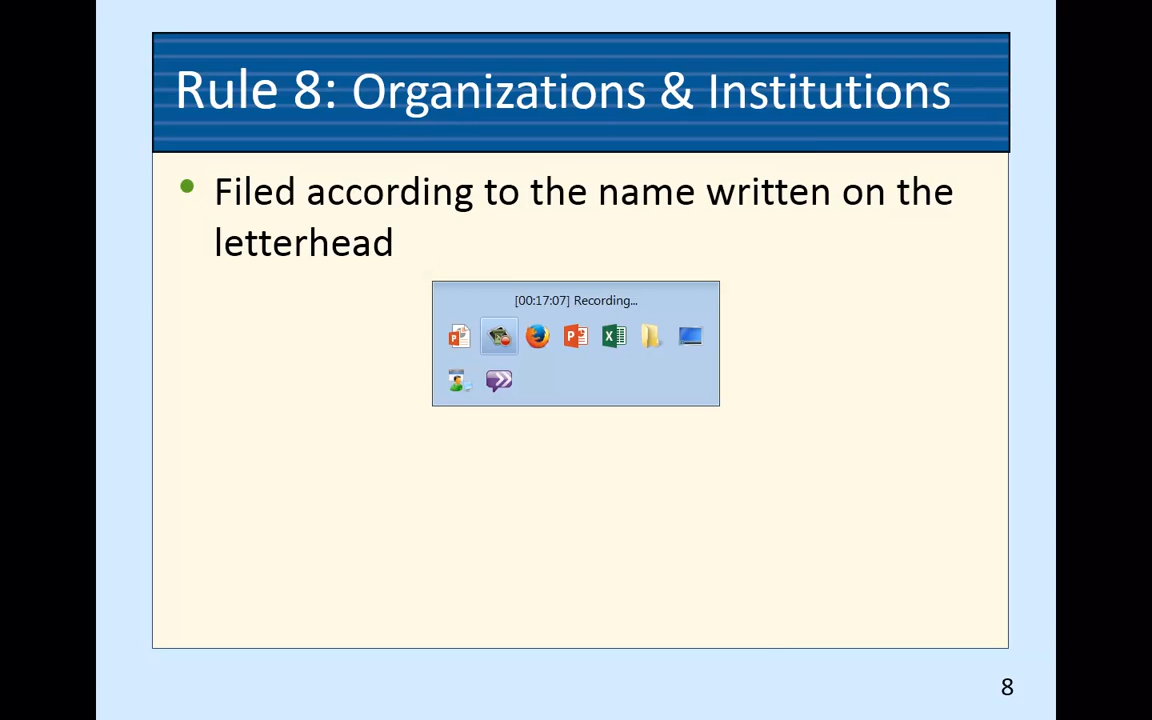 Rule 8: Organizations & Institutions
• Filed according to the name written on the
letterhead
[00:17:07] Recording...
8